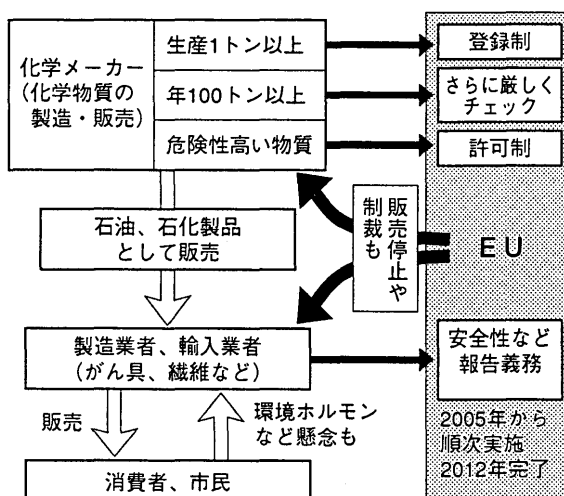 化学メーカー
(化学物質の
製造・販売)
生産1トン以上
年100トン以上
危険性高い物質
登録制
さらに厳しく
チェック
許可制
石油、石化製品
として販売
販売停止や
制裁も
EU
製造業者、輸入業者
(がん具、繊維など)
安全性など
報告義務
販売
環境ホルモン
など懸念も
2005年から
順次実施
2012年完了
消費者、市民